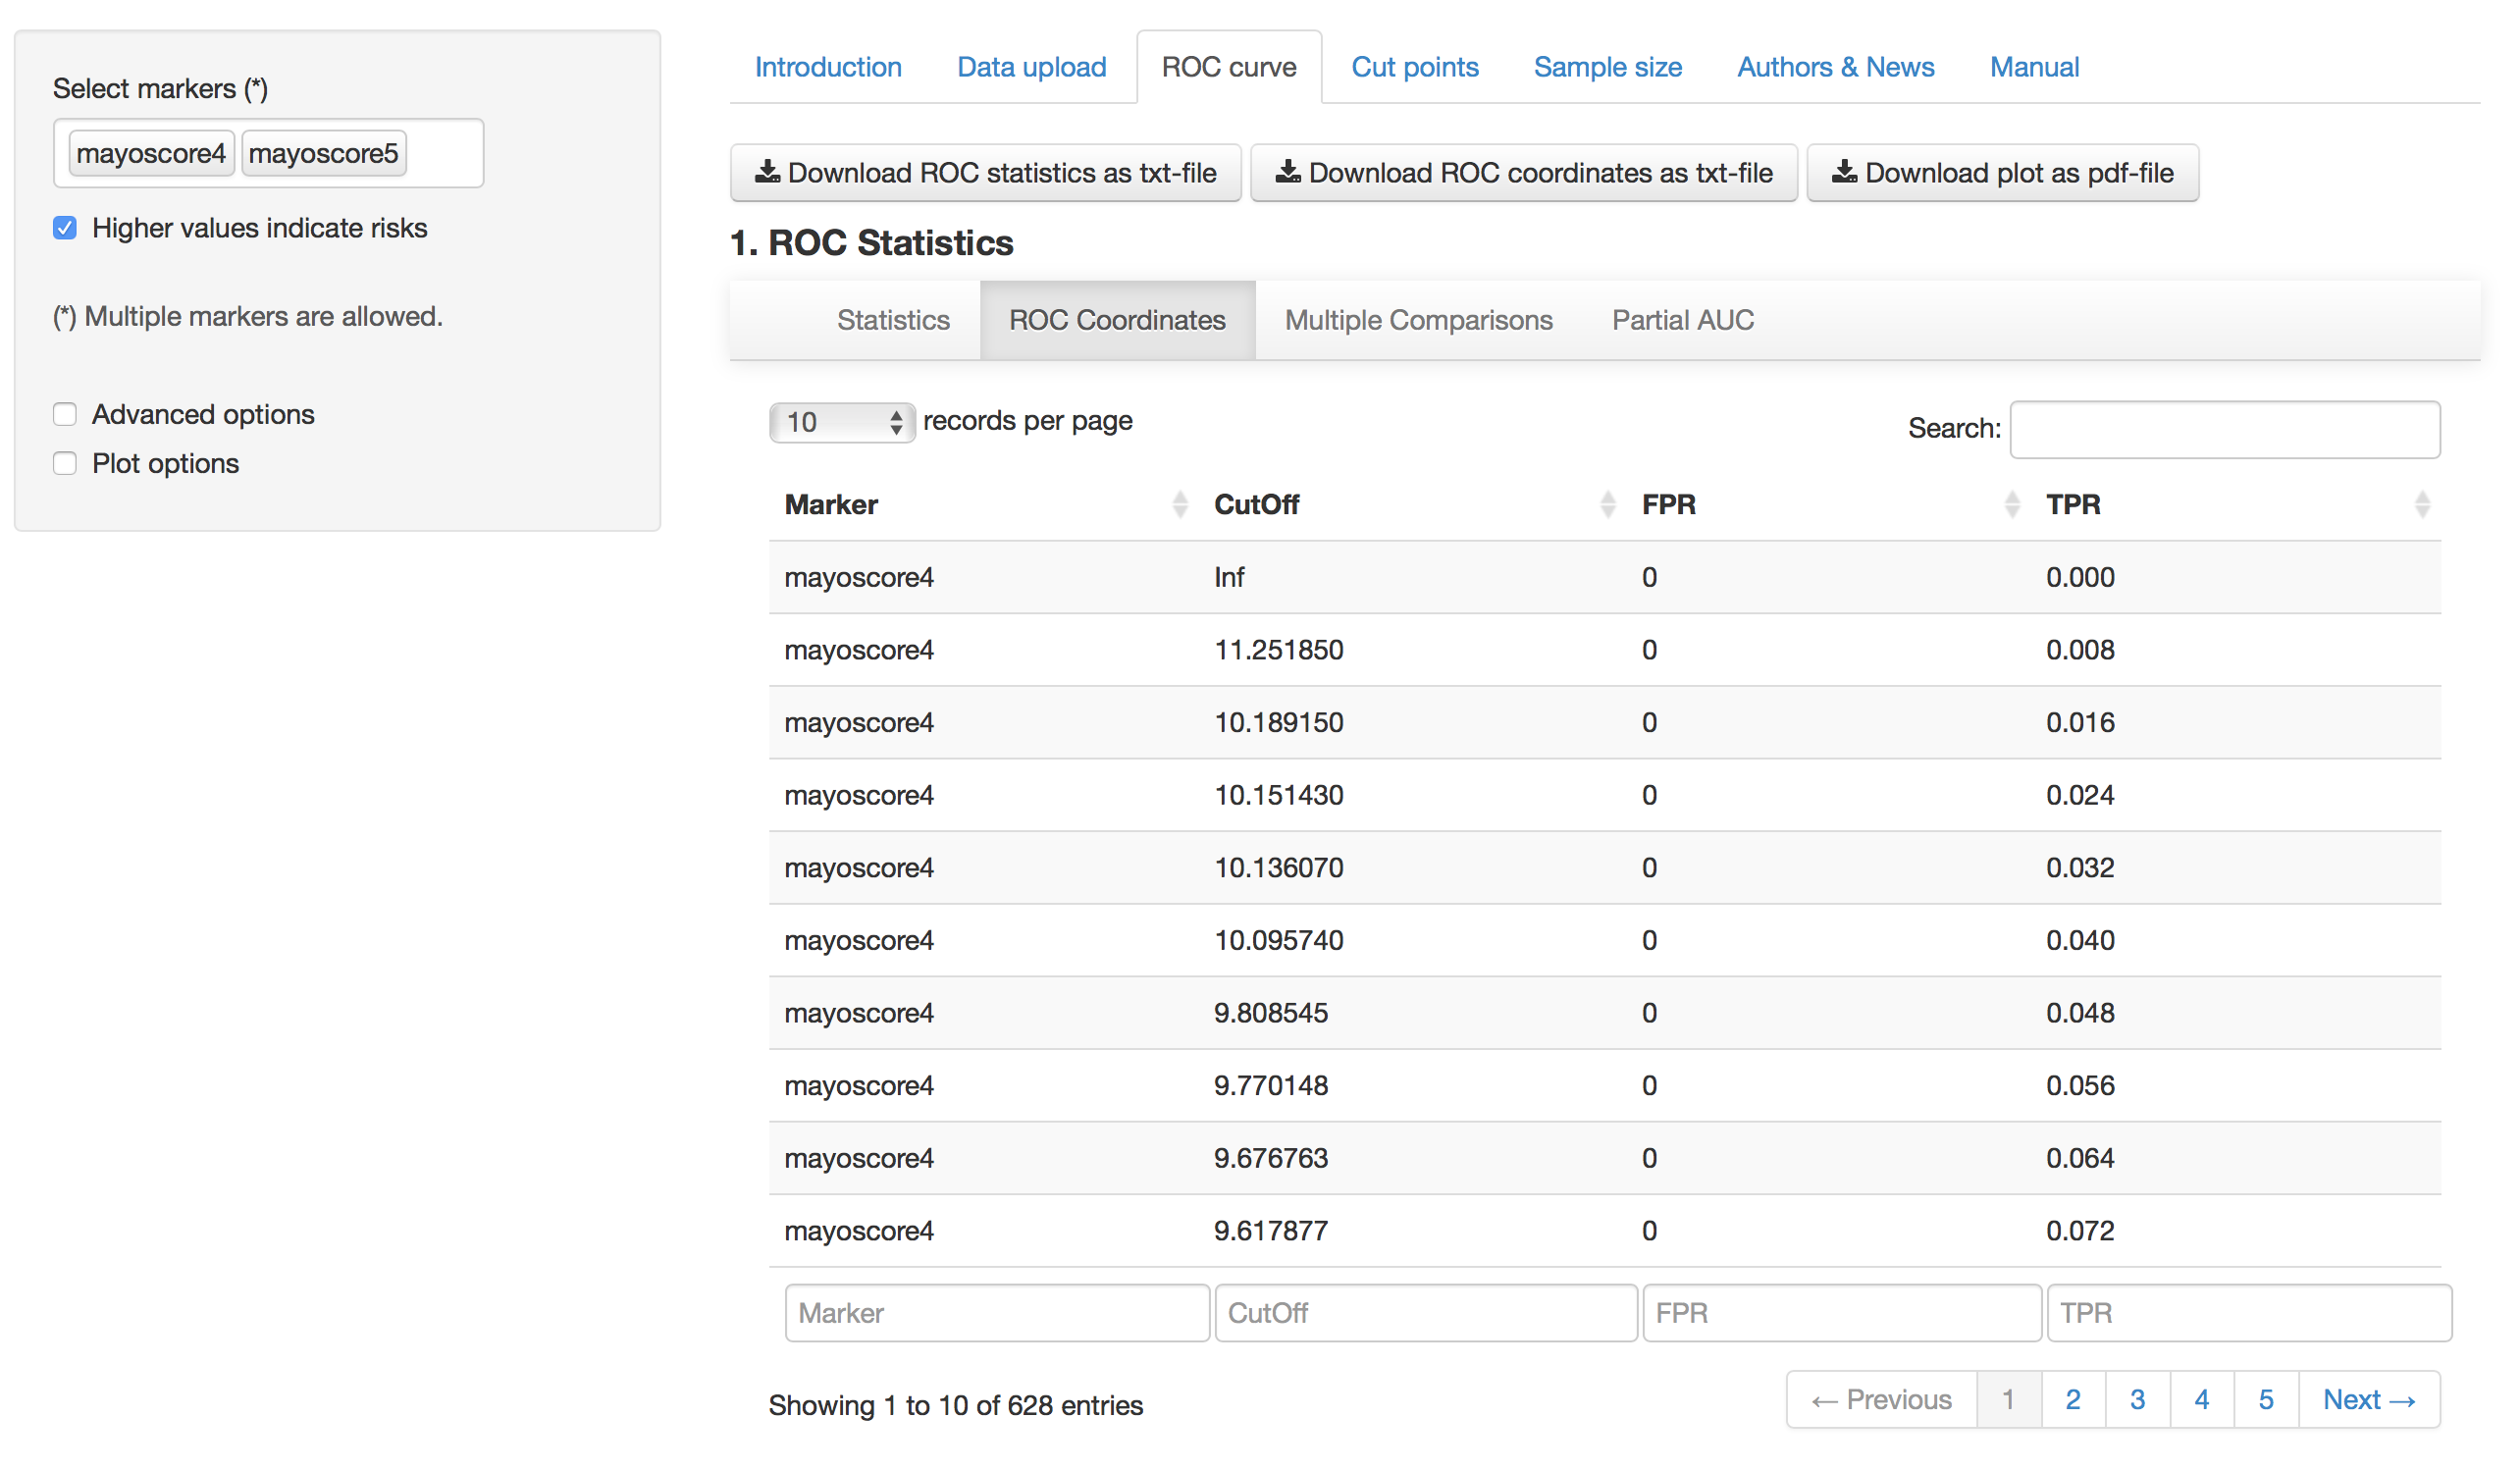 Select markers (*)
mayoscore4 mayoscore5
Higher values indicate risks
(*) Multiple markers are allowed.
Advanced options
Plot options
Introduction Data upload ROC curve Cut points Sample size Authors & News Manual
Download ROC statistics as txt-file Download ROC coordinates as txt-file Download plot as pdf-file
1. ROC Statistics
Statistics ROC Coordinates Multiple Comparisons Partial AUC
10 records per page Search:
Marker CutOff FPR TPR
mayoscore4 Inf 0 0.000
mayoscore4 11.251850 0 0.008
mayoscore4 10.189150 0 0.016
mayoscore4 10.151430 0 0.024
mayoscore4 10.136070 0 0.032
mayoscore4 10.095740 0 0.040
mayoscore4 9.808545 0 0.048
mayoscore4 9.770148 0 0.056
mayoscore4 9.676763 0 0.064
mayoscore4 9.617877 0 0.072
Marker CutOff FPR TPR
Showing 1 to 10 of 628 entries
← Previous 1 2 3 4 5 Next →